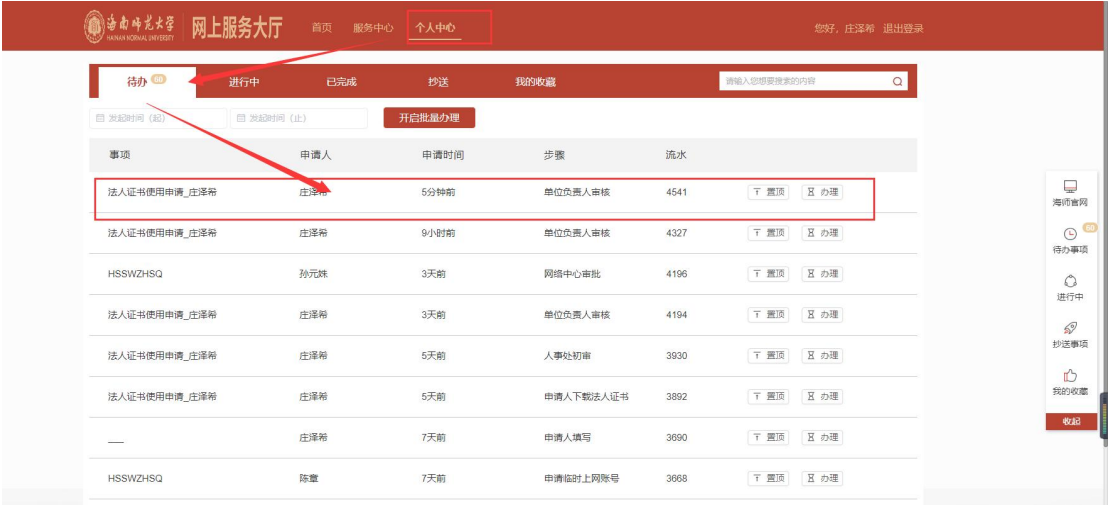 海南师范大学 HAINAN NORMAL UNIVERSITY 网上服务大厅 首页 服务中心 个人中心 您好, 庄泽希 退出登录
待办 60 进行中 已完成 抄送 我的收藏 请输入您想要搜索的内容
发起时间 (起) 发起时间 (止) 开启批量办理
事项 申请人 申请时间 步骤 流水
法人证书使用申请_庄泽希 庄泽希 5分钟前 单位负责人审核 4541 置顶 办理
法人证书使用申请_庄泽希 庄泽希 9小时前 单位负责人审核 4327 置顶 办理
HSSWZHSQ 孙元姝 3天前 网络中心审批 4196 置顶 办理
法人证书使用申请_庄泽希 庄泽希 3天前 单位负责人审核 4194 置顶 办理
法人证书使用申请_庄泽希 庄泽希 5天前 人事处初审 3930 置顶 办理
法人证书使用申请_庄泽希 庄泽希 5天前 申请人下载法人证书 3892 置顶 办理
___ 庄泽希 7天前 申请人填写 3690 置顶 办理
HSSWZHSQ 陈童 7天前 申请临时上网账号 3668 置顶 办理
海师官网
60
待办事项
进行中
抄送事项
我的收藏
收起